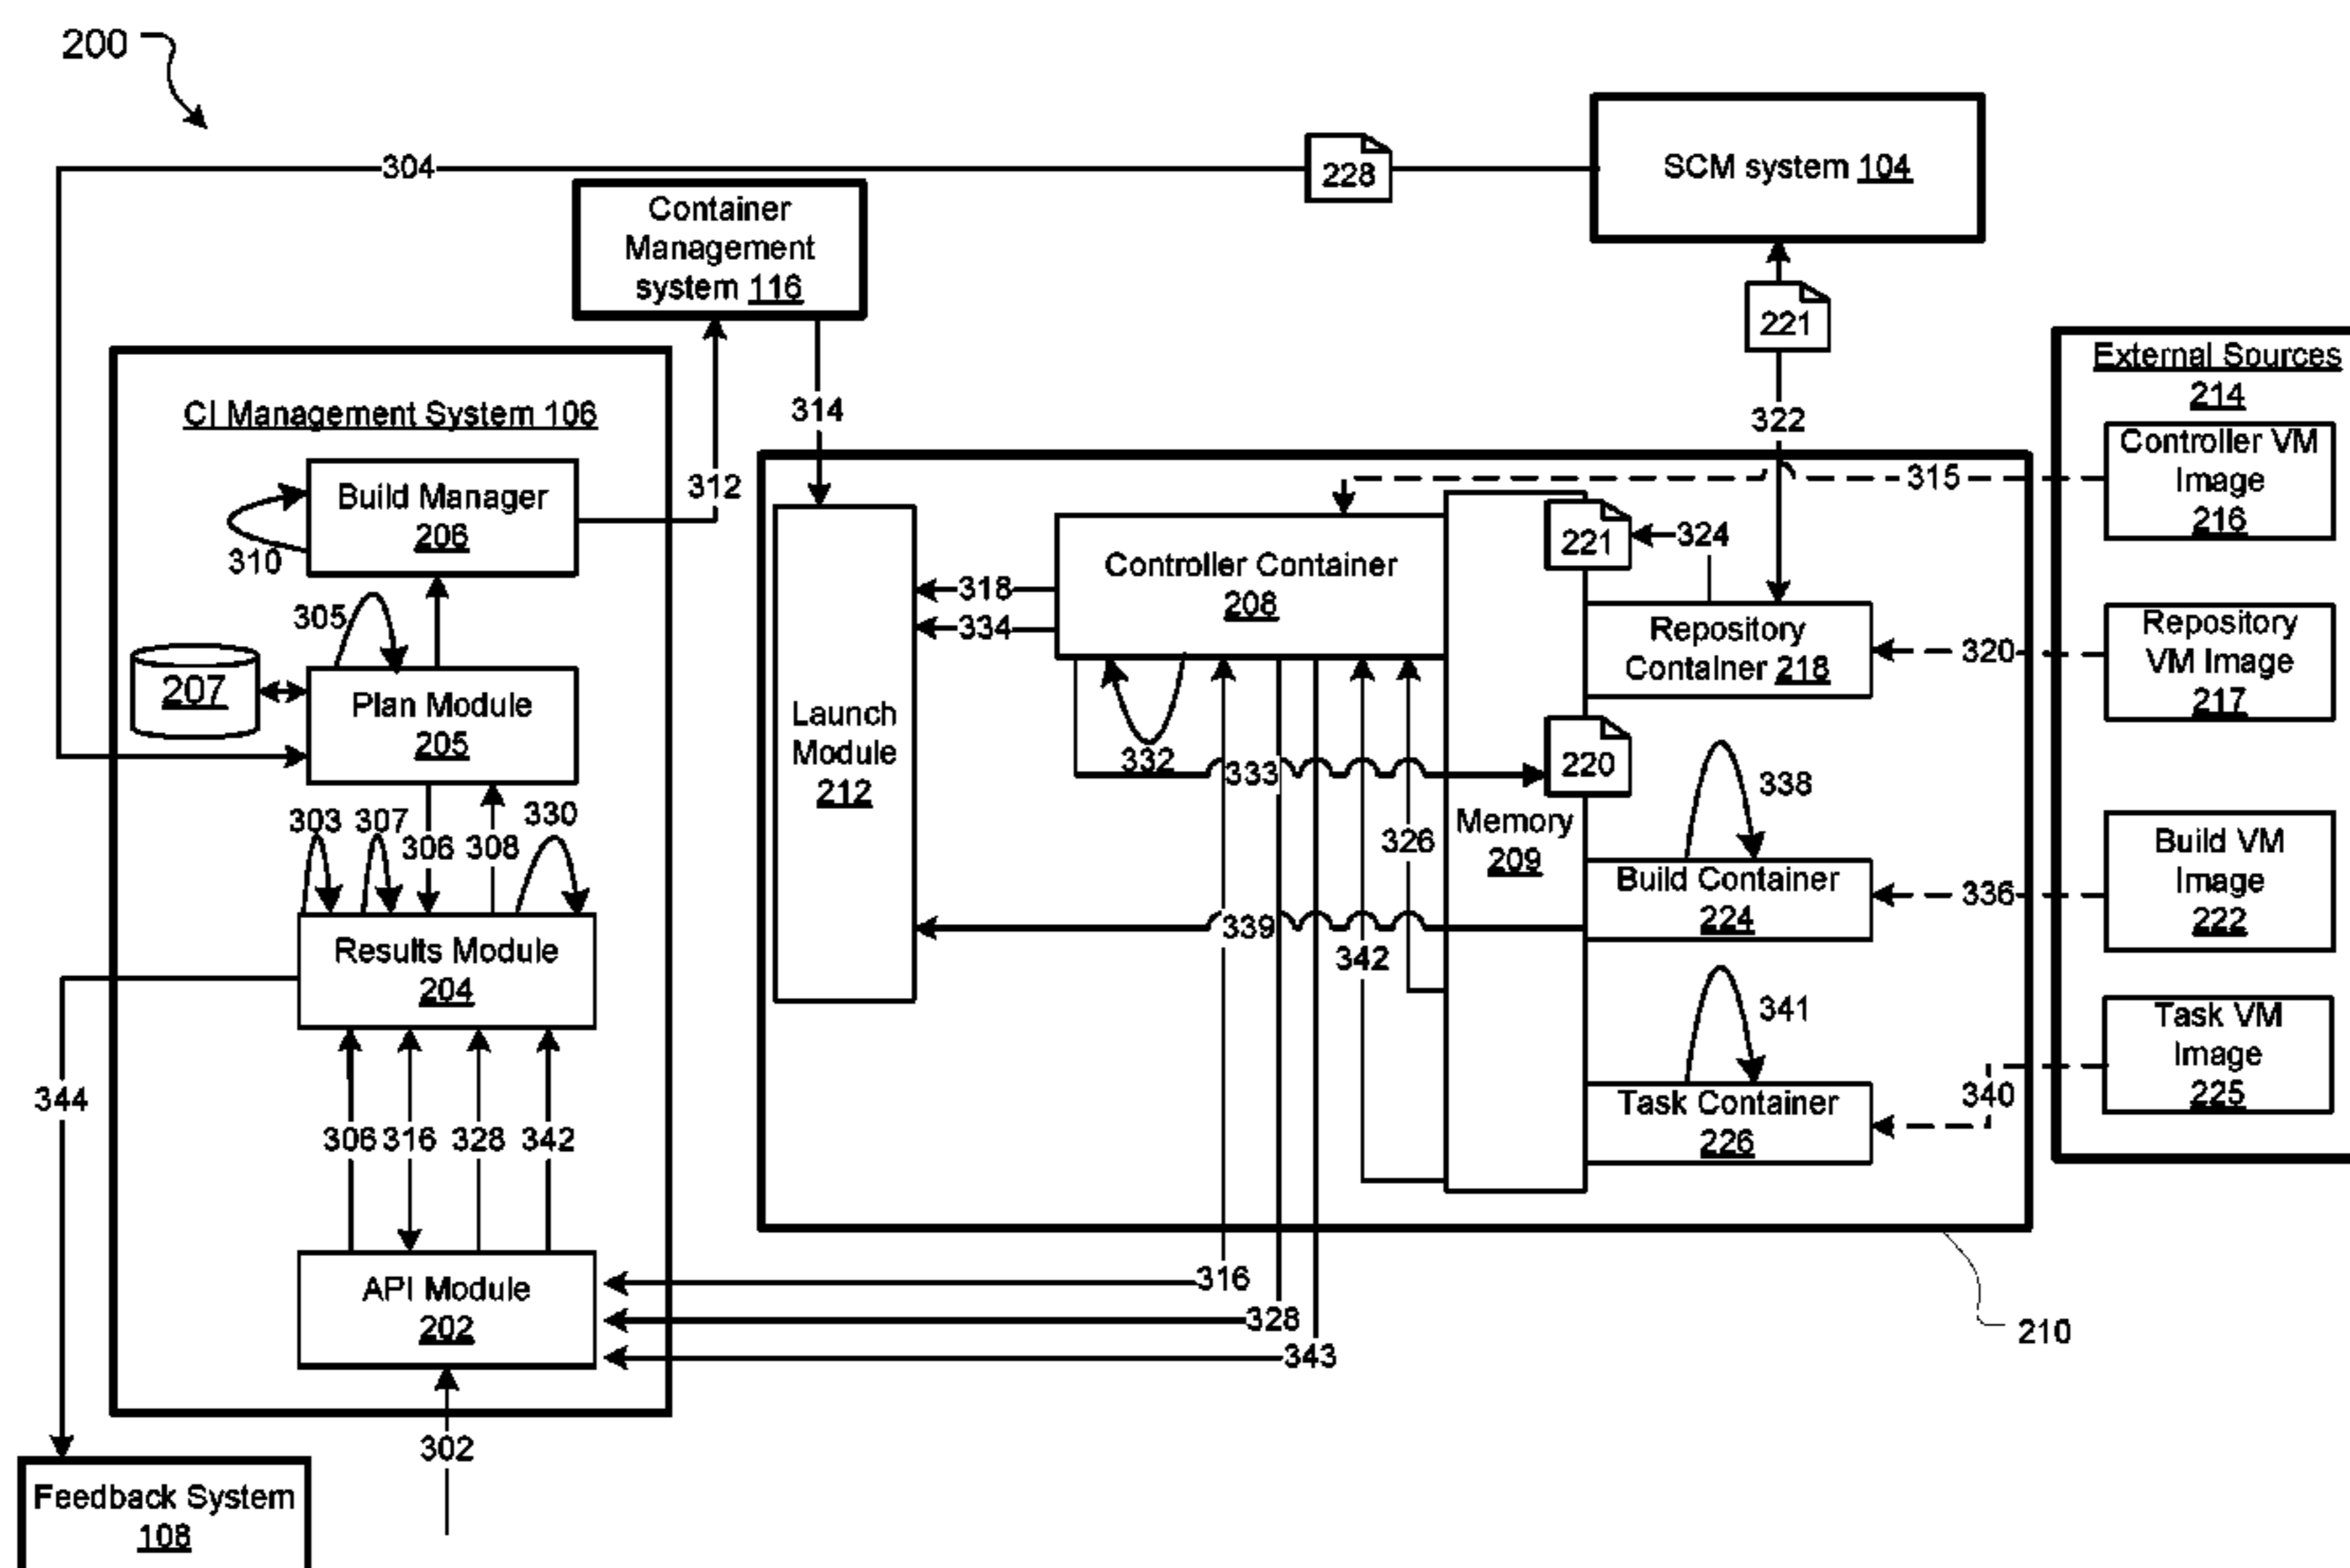 200
304
228
SCM system 104
Container
Management
system 116
221
External Sources
214
CI Management System 106
314
322
Controller VM
Image
216
315
312
Build Manager
206
310
221
324
Controller Container
208
318
334
305
Repository
Container 218
320
Repository
VM Image
217
207
Plan Module
205
Launch
Module
212
332
333
220
338
303
307
306
308
330
326
Memory
209
Build VM
Image
222
Build Container
224
336
Results Module
204
339
342
341
Task VM
Image
225
344
306
316
328
342
Task Container
226
340
API Module
202
316
328
343
210
302
Feedback System
108